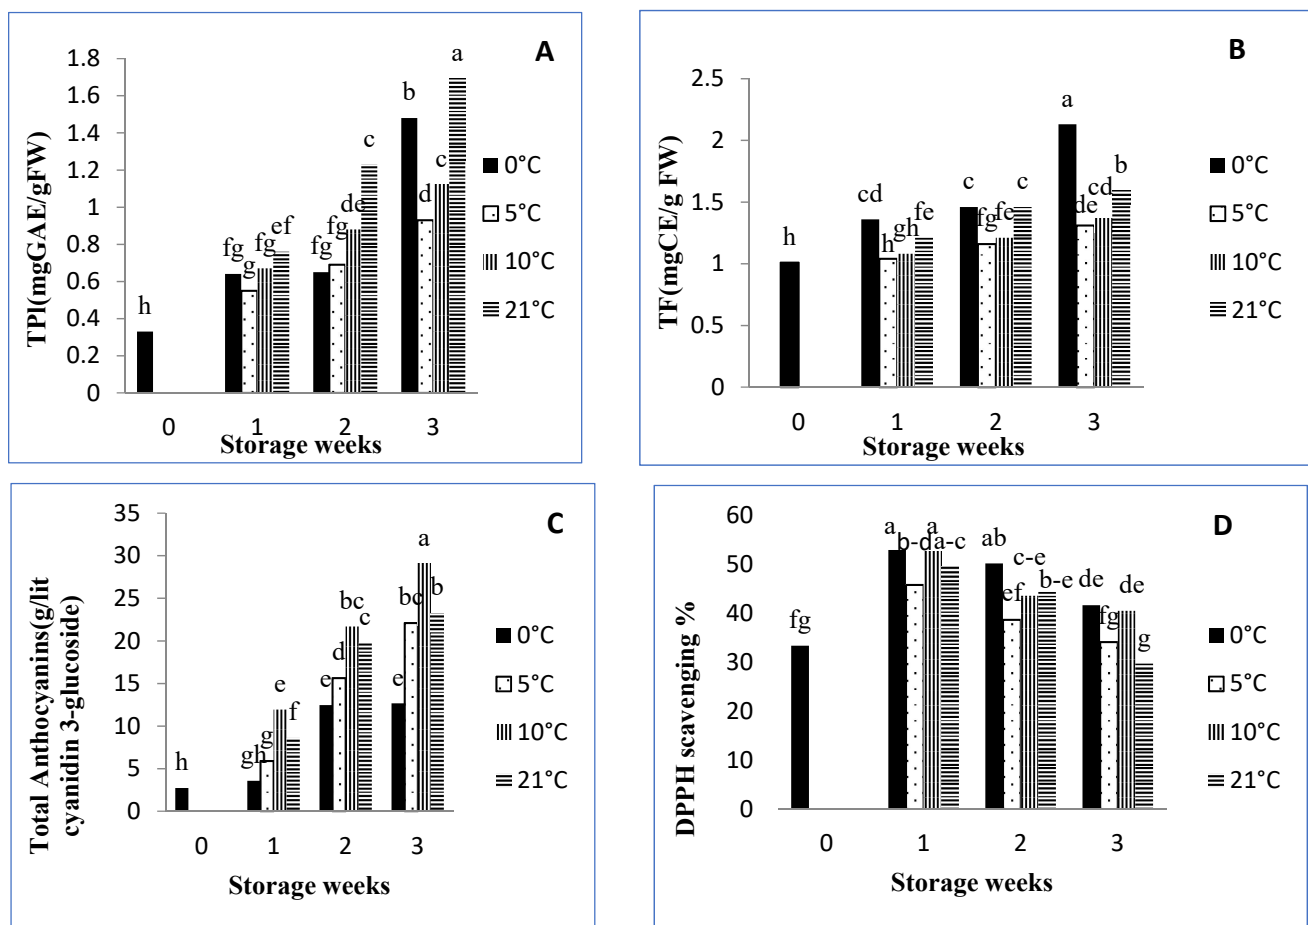 A
1.8
1.6
1.4
1.2
1
0.8
0.6
0.4
0.2
0
TPl(mgGAE/gFW)
h
fg
g
fg
ef
fg
fg
de
c
b
d
c
a
0 1 2 3
Storage weeks
0°C
5°C
10°C
21°C
B
2.5
2
1.5
1
0.5
0
TF(mgCE/g FW)
h
cd
h
gh
fe
c
fg
fe
c
a
de
cd
b
0 1 2 3
Storage weeks
0°C
5°C
10°C
21°C
C
35
30
25
20
15
10
5
0
Total Anthocyanins(g/lit
cyanidin 3-glucoside)
h
gh
g
e
f
e
d
bc
c
e
bc
a
b
0 1 2 3
Storage weeks
0°C
5°C
10°C
21°C
D
60
50
40
30
20
10
0
DPPH scavenging %
fg
a
b-d
a
a-c
ab
ef
c-e
b-e
de
fg
de
g
0 1 2 3
Storage weeks
0°C
5°C
10°C
21°C